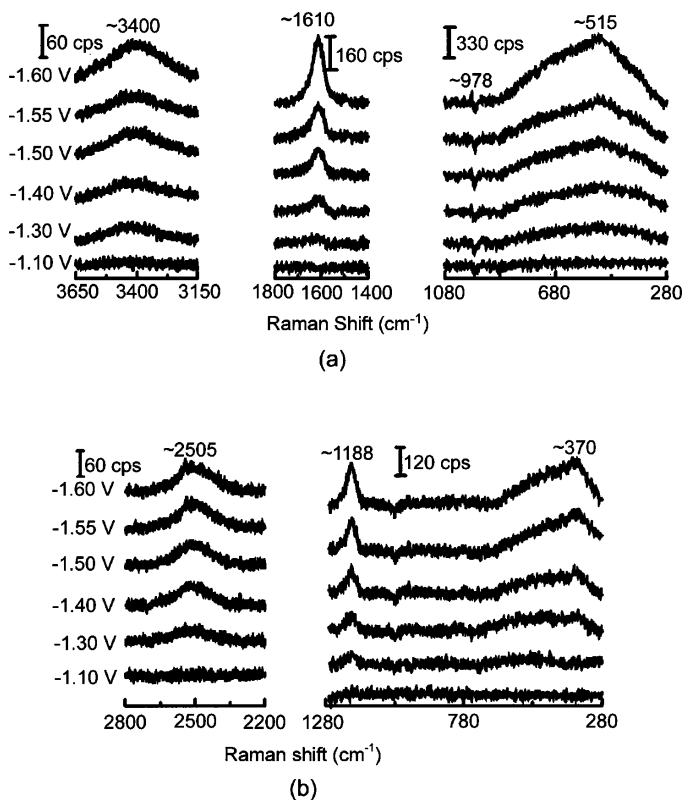 ~3400 ~1610 ~515
60 cps 160 cps 330 cps
~978
-1.60 V
-1.55 V
-1.50 V
-1.40 V
-1.30 V
-1.10 V
3650 3400 3150 1800 1600 1400 1080 680 280
Raman Shift (cm⁻¹)
(a)
~2505 ~1188 ~370
60 cps 120 cps
-1.60 V
-1.55 V
-1.50 V
-1.40 V
-1.30 V
-1.10 V
2800 2500 2200 1280 780 280
Raman shift (cm⁻¹)
(b)